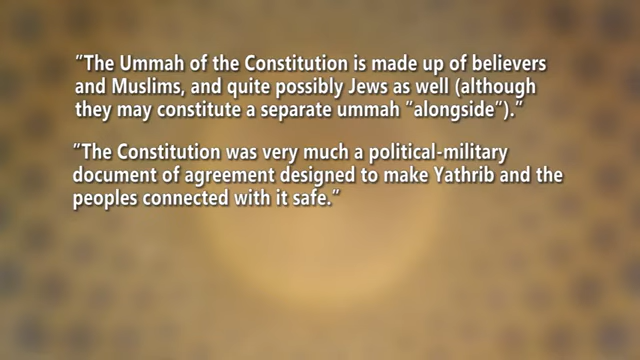 "The Ummah of the Constitution is made up of believers
and Muslims, and quite possibly Jews as well (although
they may constitute a separate ummah "alongside")."
"The Constitution was very much a political-military
document of agreement designed to make Yathrib and the
peoples connected with it safe."